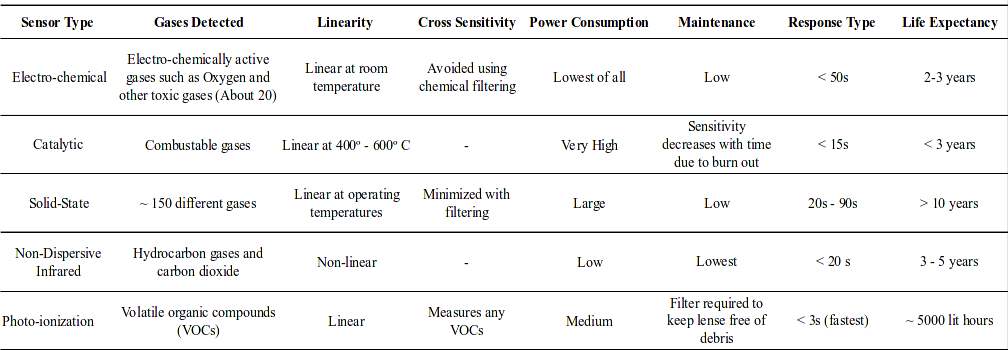 Sensor Type Gases Detected Linearity Cross Sensitivity Power Consumption Maintenance Response Type Life Expectancy
Electro-chemical
Electro-chemically active
gases such as Oxygen and
other toxic gases (About 20)
Linear at room
temperature
Avoided using
chemical filtering
Lowest of all
Low
< 50s
2-3 years
Catalytic
Combustable gases
Linear at 400º - 600º C
-
Very High
Sensitivity
decreases with time
due to burn out
< 15s
< 3 years
Solid-State
~ 150 different gases
Linear at operating
temperatures
Minimized with
filtering
Large
Low
20s - 90s
> 10 years
Non-Dispersive
Infrared
Hydrocarbon gases and
carbon dioxide
Non-linear
-
Low
Lowest
< 20 s
3 - 5 years
Photo-ionization
Volatile organic compounds
(VOCs)
Linear
Measures any
VOCs
Medium
Filter required to
keep lense free of
debris
< 3s (fastest)
~ 5000 lit hours